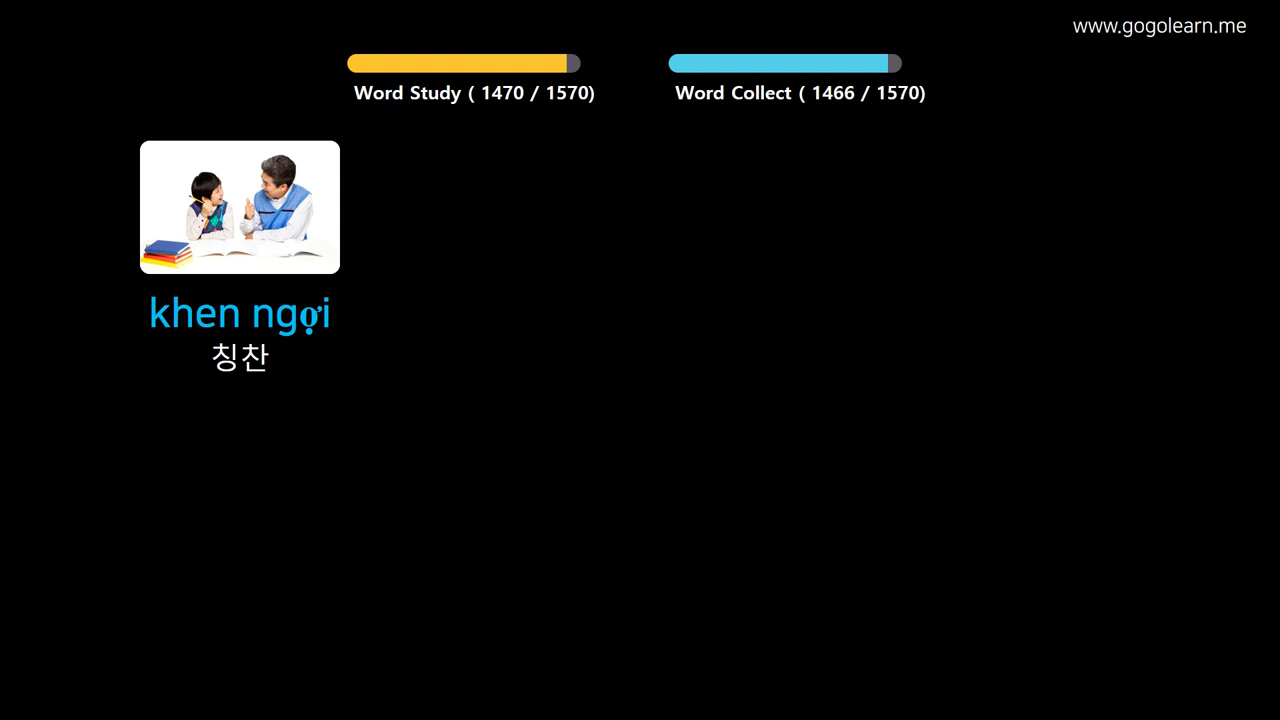 www.gogolearn.me
Word Study ( 1470 / 1570)
Word Collect ( 1466 / 1570)
khen ngợi
칭찬